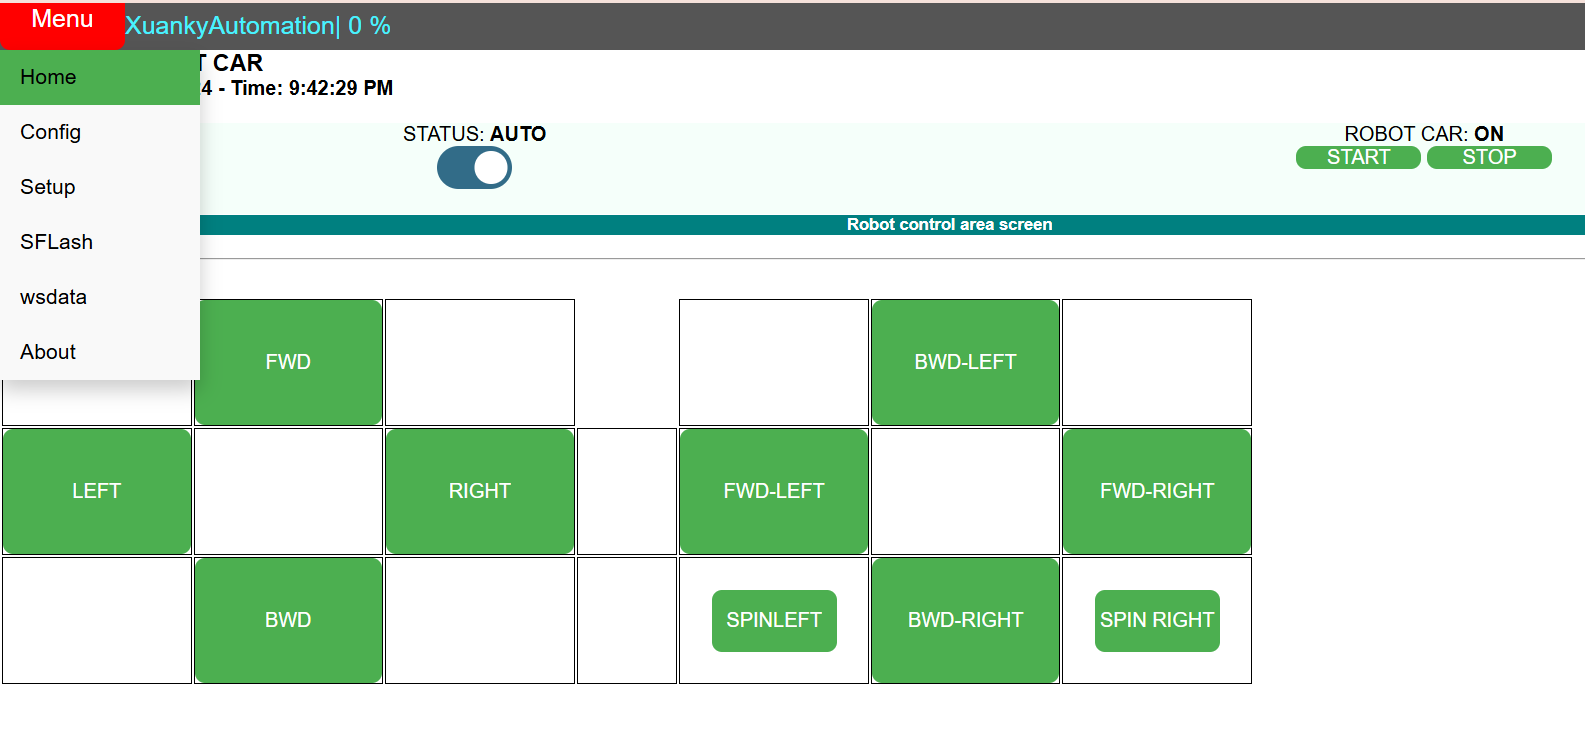 Menu XuankyAutomation| 0 %
Home
Config
Setup
SFLash
wsdata
About
T CAR
4 - Time: 9:42:29 PM
STATUS: AUTO
ROBOT CAR: ON
START STOP
Robot control area screen
FWD BWD-LEFT
LEFT RIGHT FWD-LEFT FWD-RIGHT
BWD SPINLEFT BWD-RIGHT SPIN RIGHT